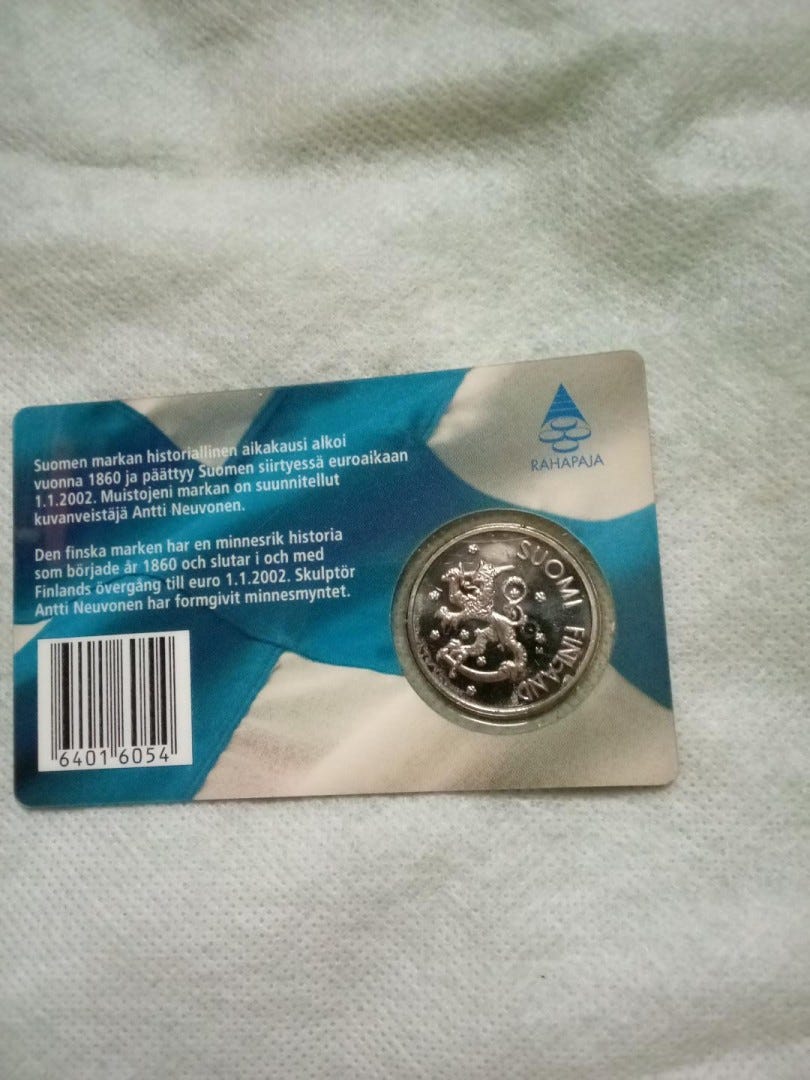 Suomen markan historiallinen aikakausi alkoi
vuonna 1860 ja päättyy Suomen siirtyessä euroaikaan
1.1.2002. Muistojeni markan on suunnitellut
kuvanveistäjä Antti Neuvonen.
Den finska marken har en minnesrik historia
som började år 1860 och slutar i och med
Finlands övergång till euro 1.1.2002. Skulptör
Antti Neuvonen har formgivit minnesmyntet.
64016054
RAHAPAJA
SUOMI FINLAND